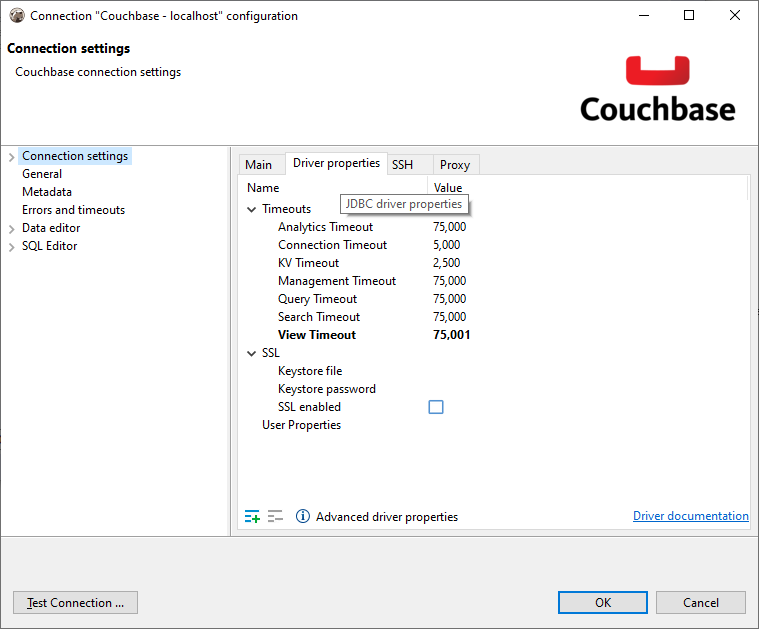 Connection "Couchbase - localhost" configuration
Connection settings
Couchbase connection settings
Couchbase
Connection settings
General
Metadata
Errors and timeouts
Data editor
SQL Editor
Main Driver properties SSH Proxy
Name Value
JDBC driver properties
Timeouts
Analytics Timeout 75,000
Connection Timeout 5,000
KV Timeout 2,500
Management Timeout 75,000
Query Timeout 75,000
Search Timeout 75,000
View Timeout 75,001
SSL
Keystore file
Keystore password
SSL enabled
User Properties
Advanced driver properties Driver documentation
Test Connection ... OK Cancel